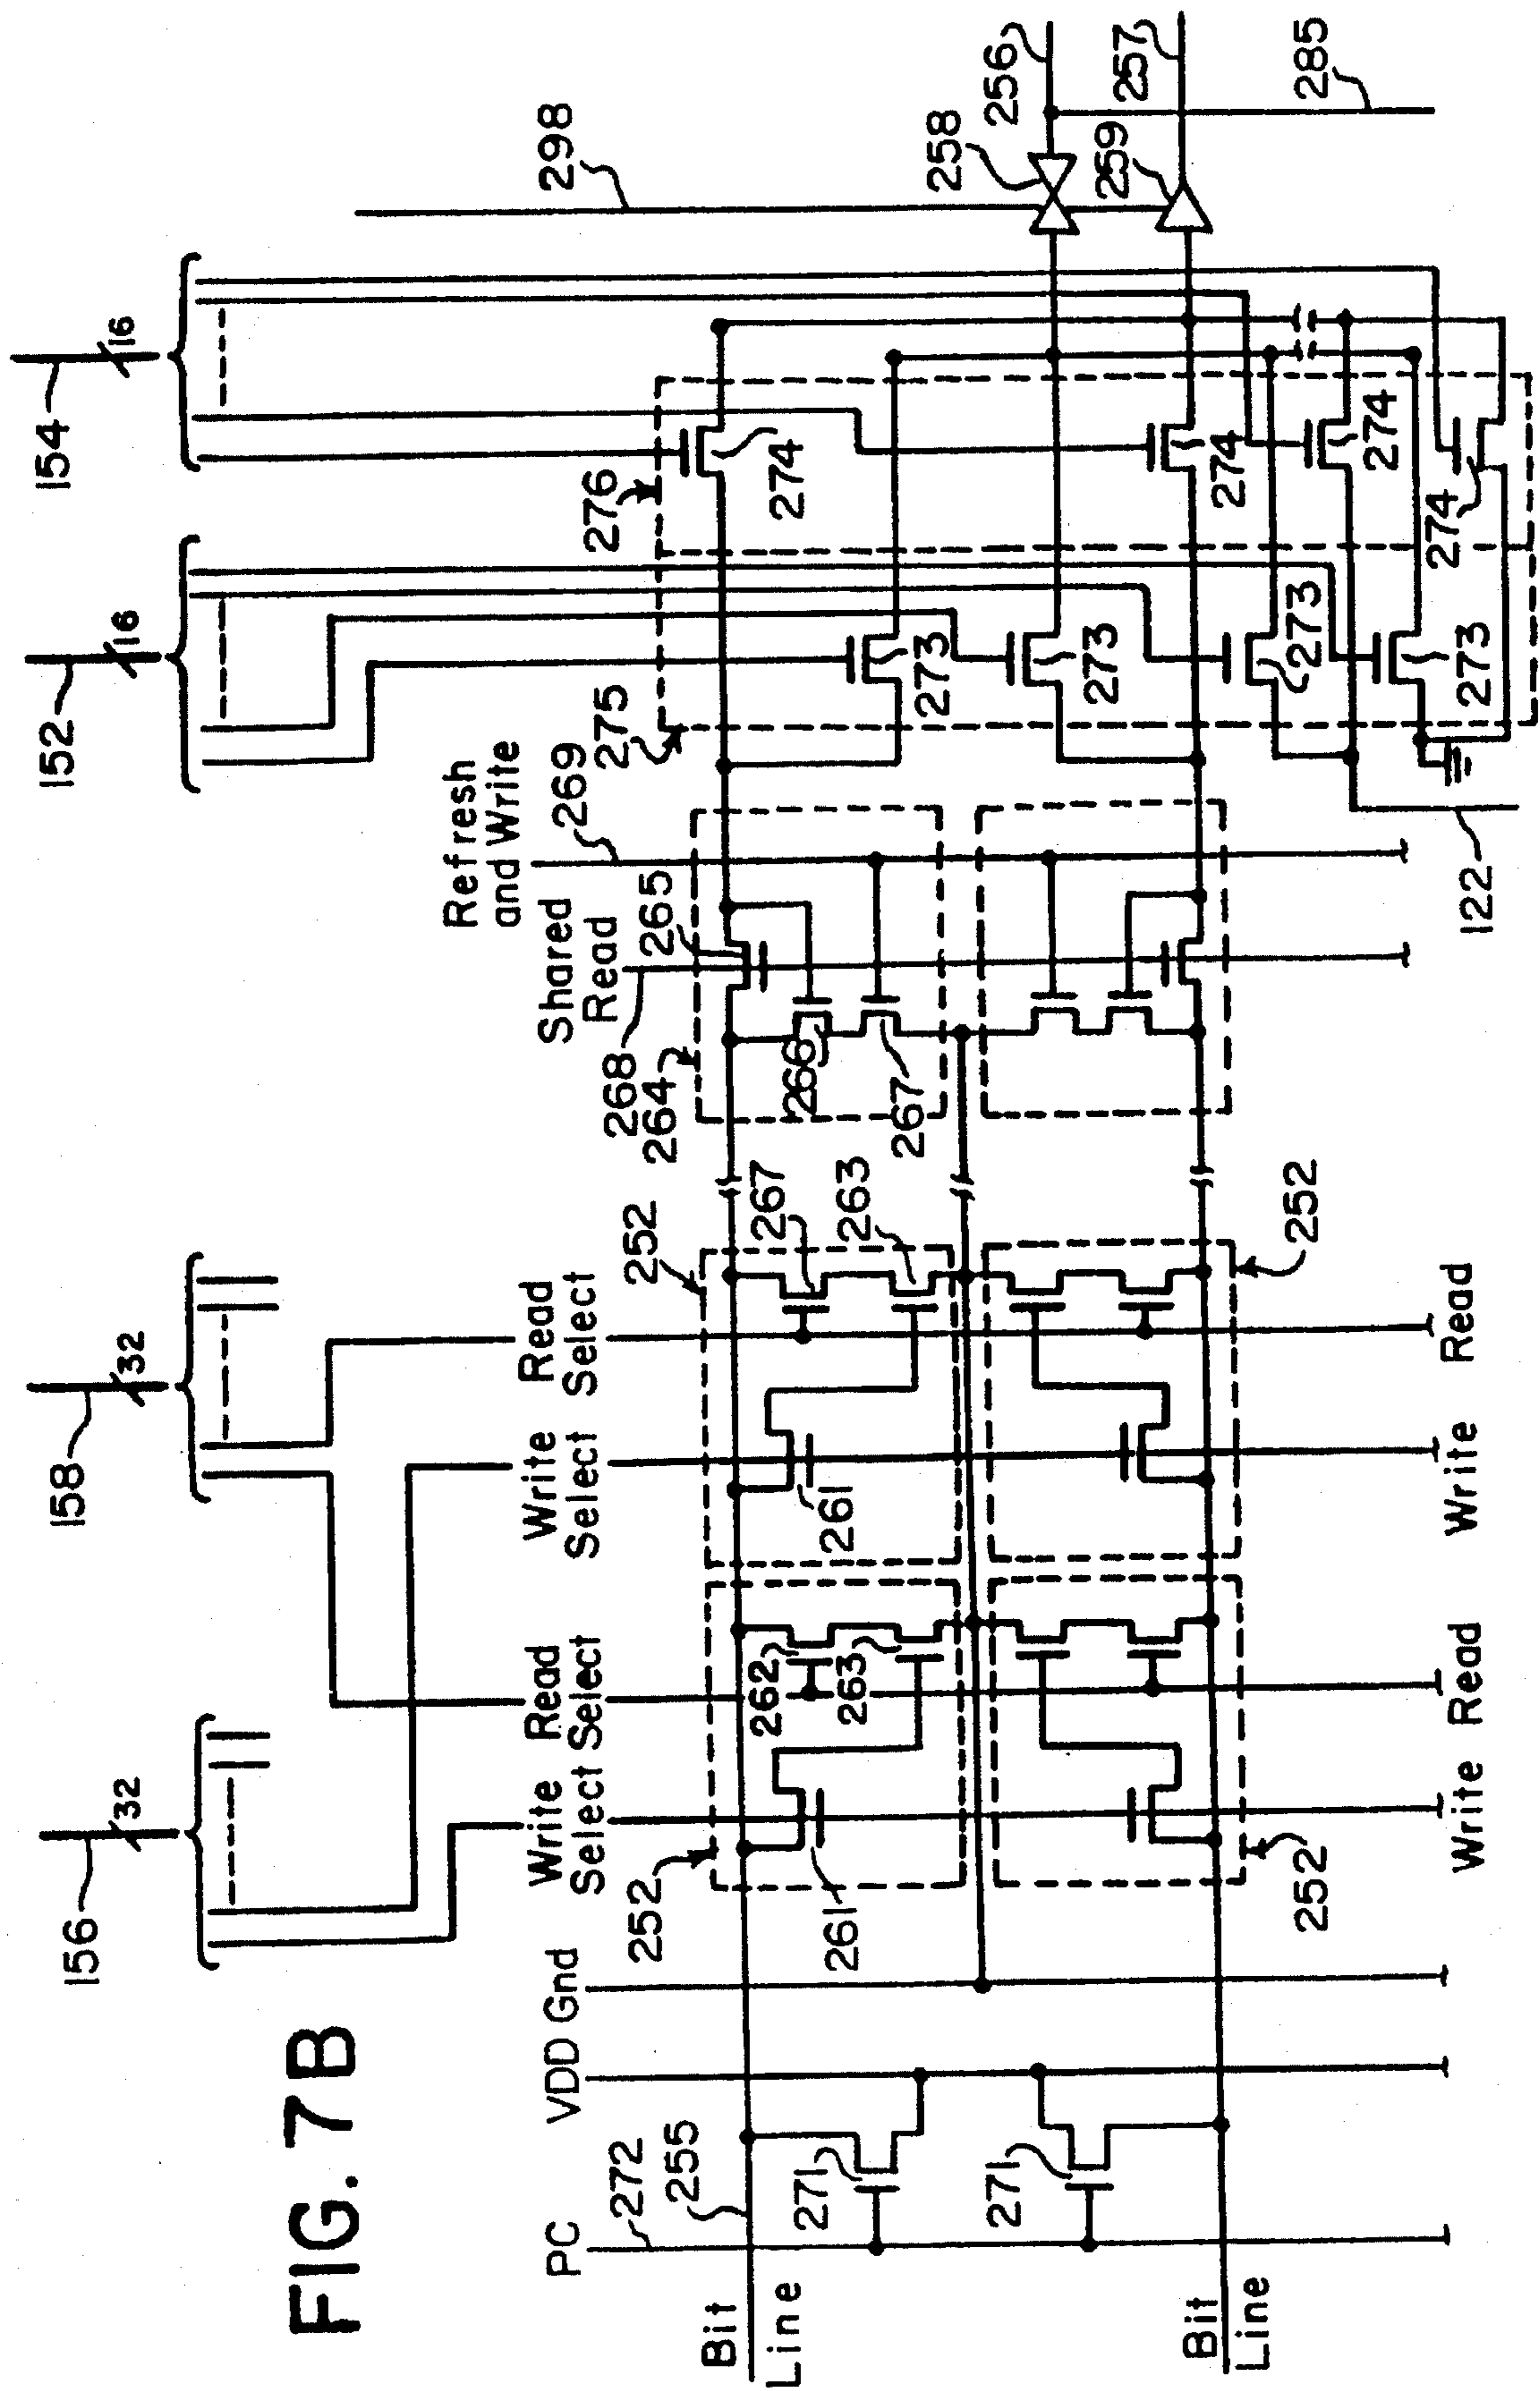 FIG. 7B
156
32
158
32
152
16
154
16
298
PC
272
255
VDD
Gnd
Write
Select
Read
Select
Write
Select
Read
Select
Shared
Read
Refresh
and Write
268
264
265
269
275
276
252
252
262
263
267
263
266
267
261
261
271
271
252
252
273
273
273
273
274
274
274
274
258
259
256
257
285
122
Bit
Line
Bit
Line
Write
Read
Write
Read